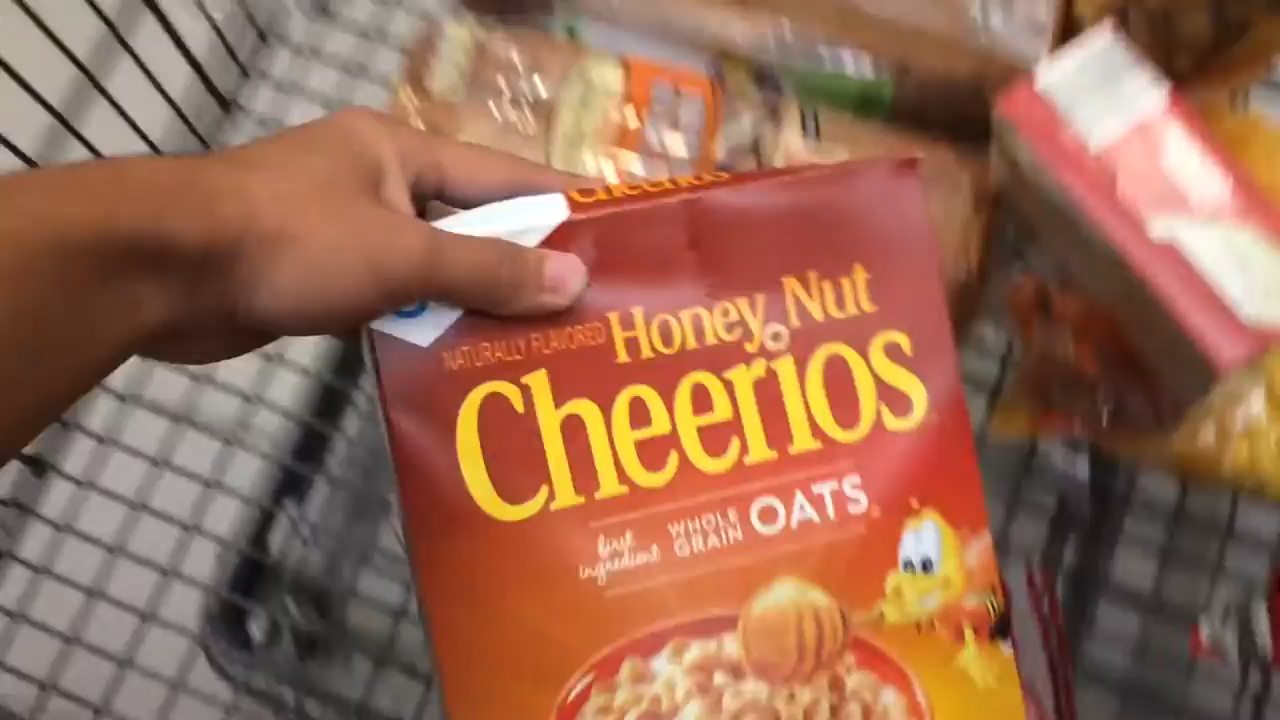 Cheerios
NATURALLY FLAVORED Honey Nut
Cheerios
first ingredient WHOLE GRAIN OATS